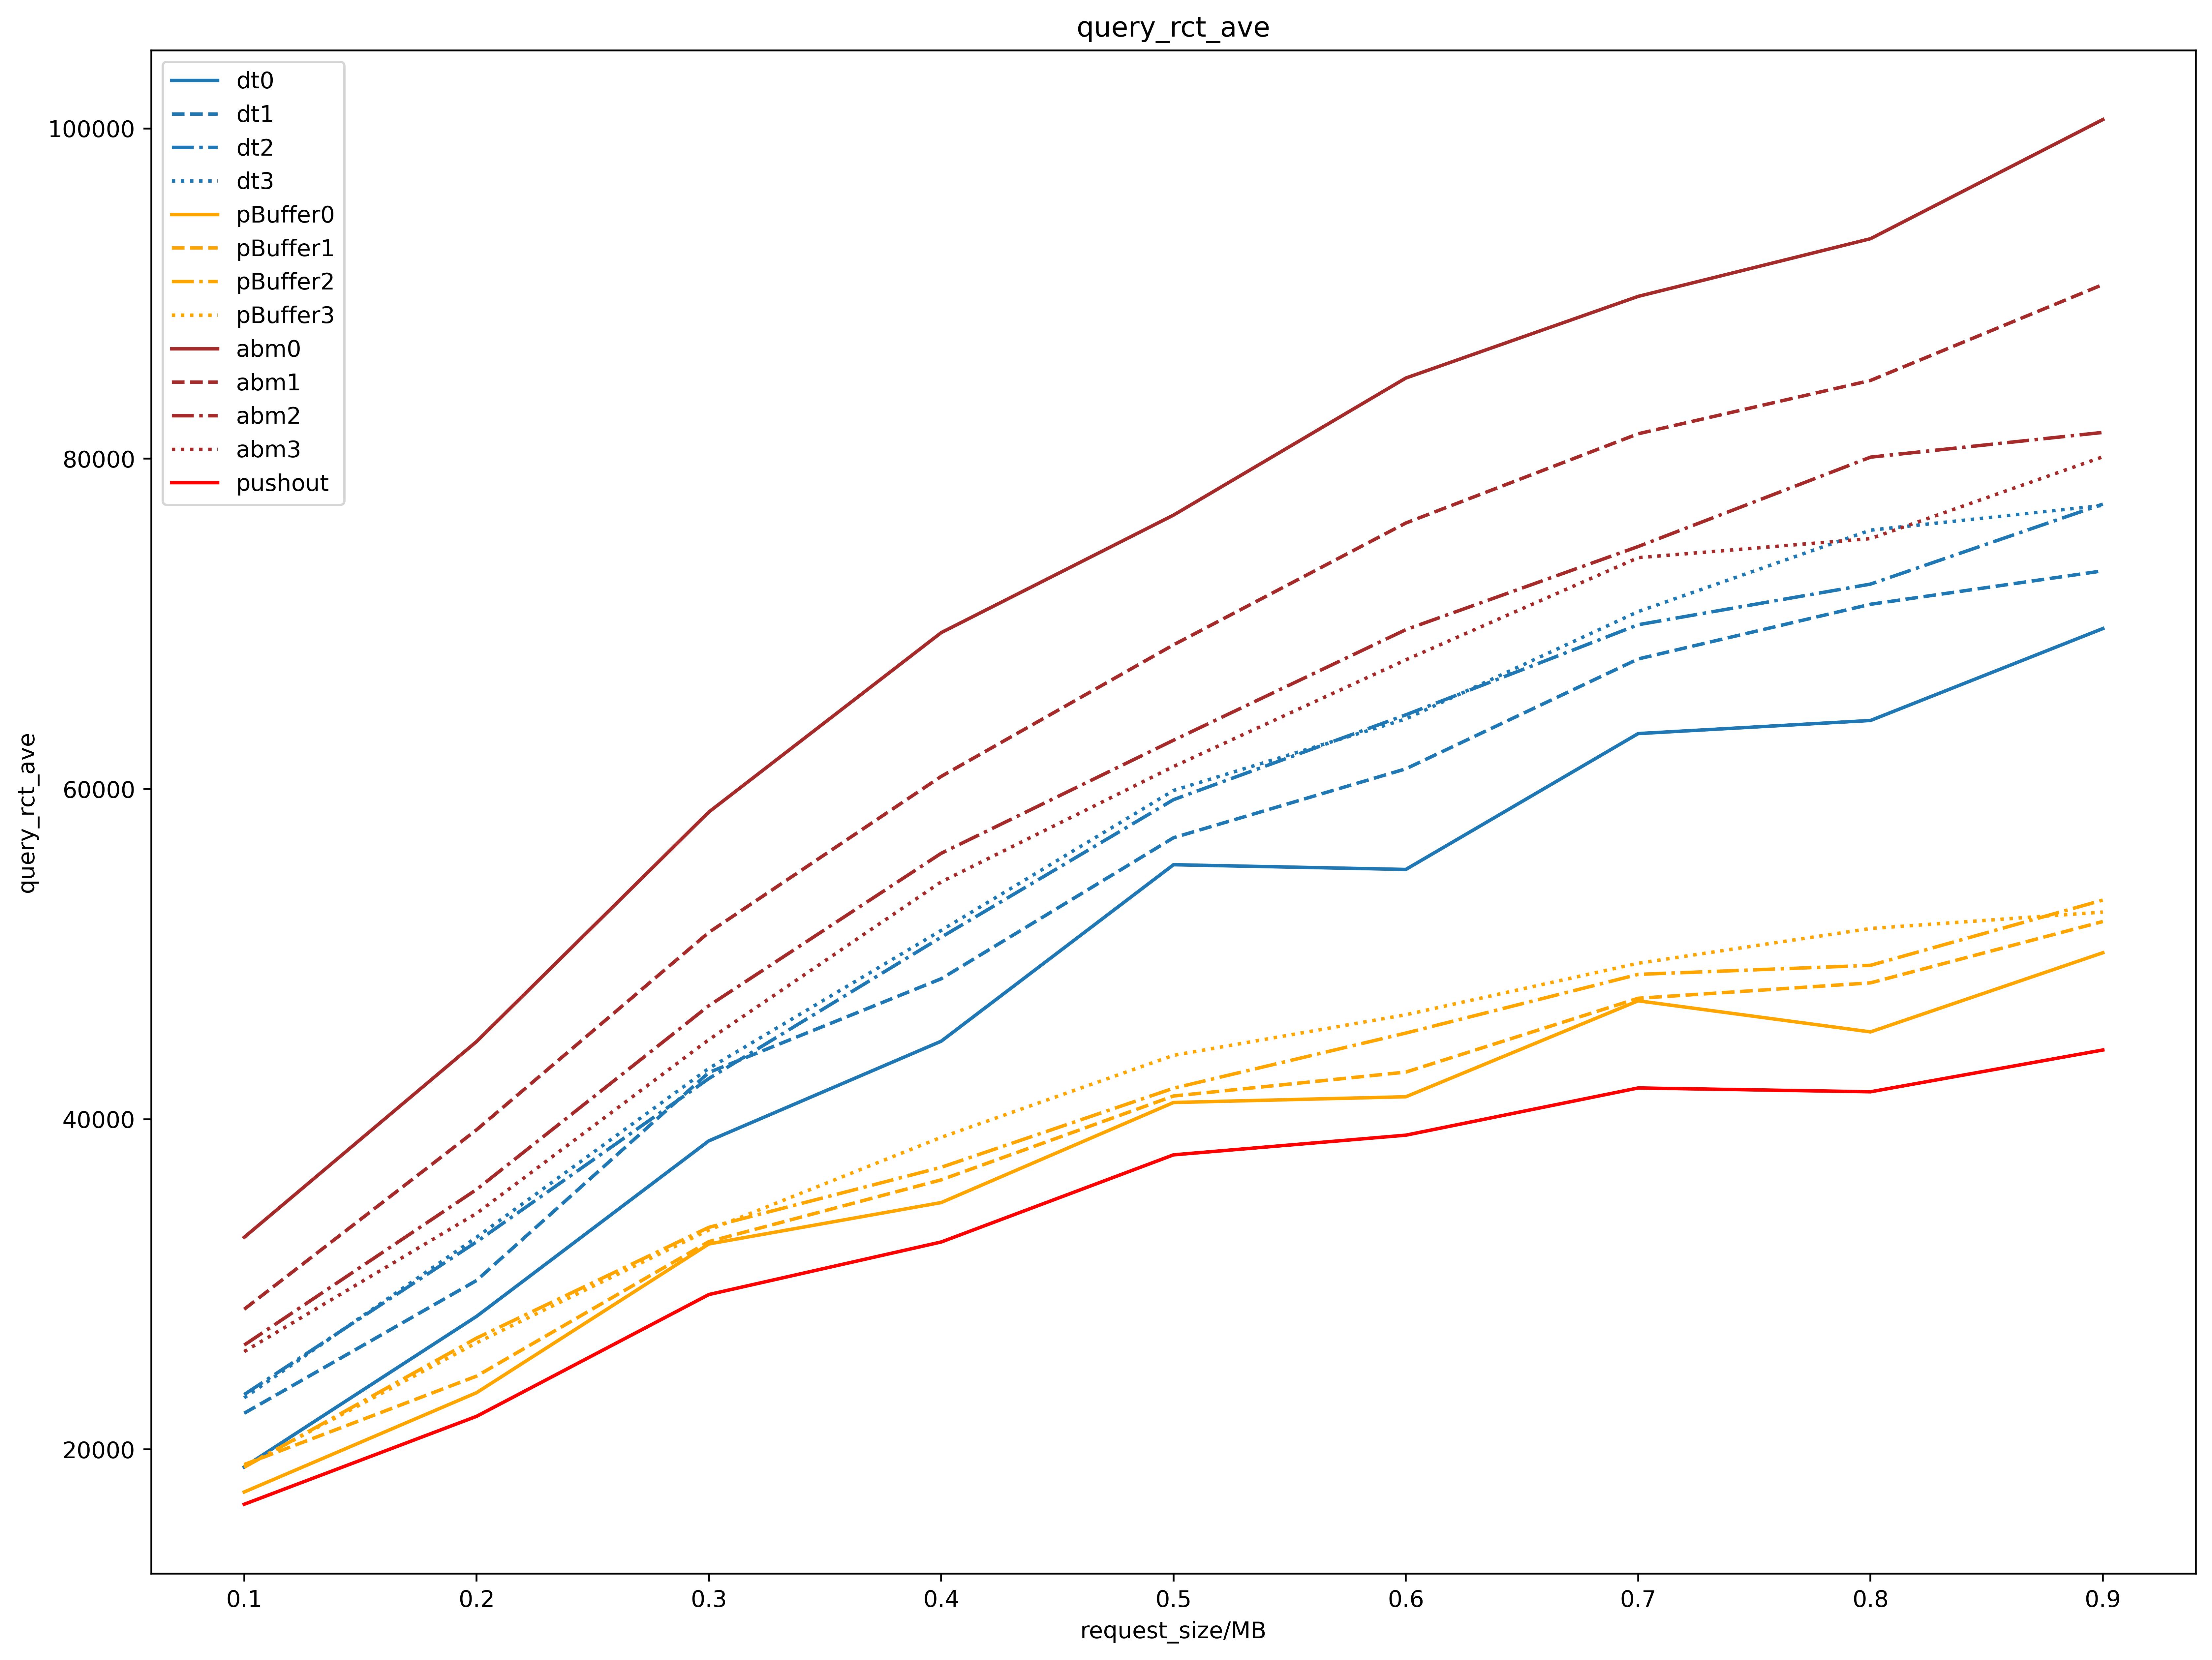 query_rct_ave
dt0
dt1
dt2
dt3
pBuffer0
pBuffer1
pBuffer2
pBuffer3
abm0
abm1
abm2
abm3
pushout
100000
80000
60000
40000
20000
query_rct_ave
0.1 0.2 0.3 0.4 0.5 0.6 0.7 0.8 0.9
request_size/MB